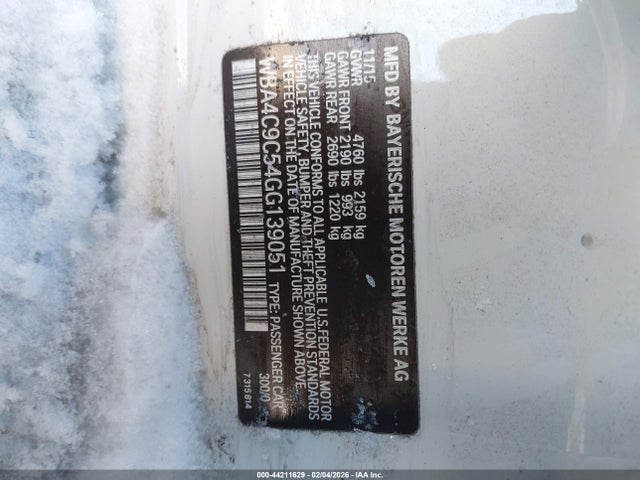 MFD BY BAYERISCHE MOTOREN WERKE AG
11/15
GVWR 4760 lbs 2159 kg
GAWR FRONT 2190 lbs 993 kg
GAWR REAR 2690 lbs 1220 kg
THIS VEHICLE CONFORMS TO ALL APPLICABLE U.S.FEDERAL MOTOR
VEHICLE SAFETY, BUMPER AND THEFT PREVENTION STANDARDS
IN EFFECT ON THE DATE OF MANUFACTURE SHOWN ABOVE.
WBA4C9C54GG139051 TYPE: PASSENGER CAR
300/0
7315814
000-44211629 - 02/04/2026 - IAA Inc.